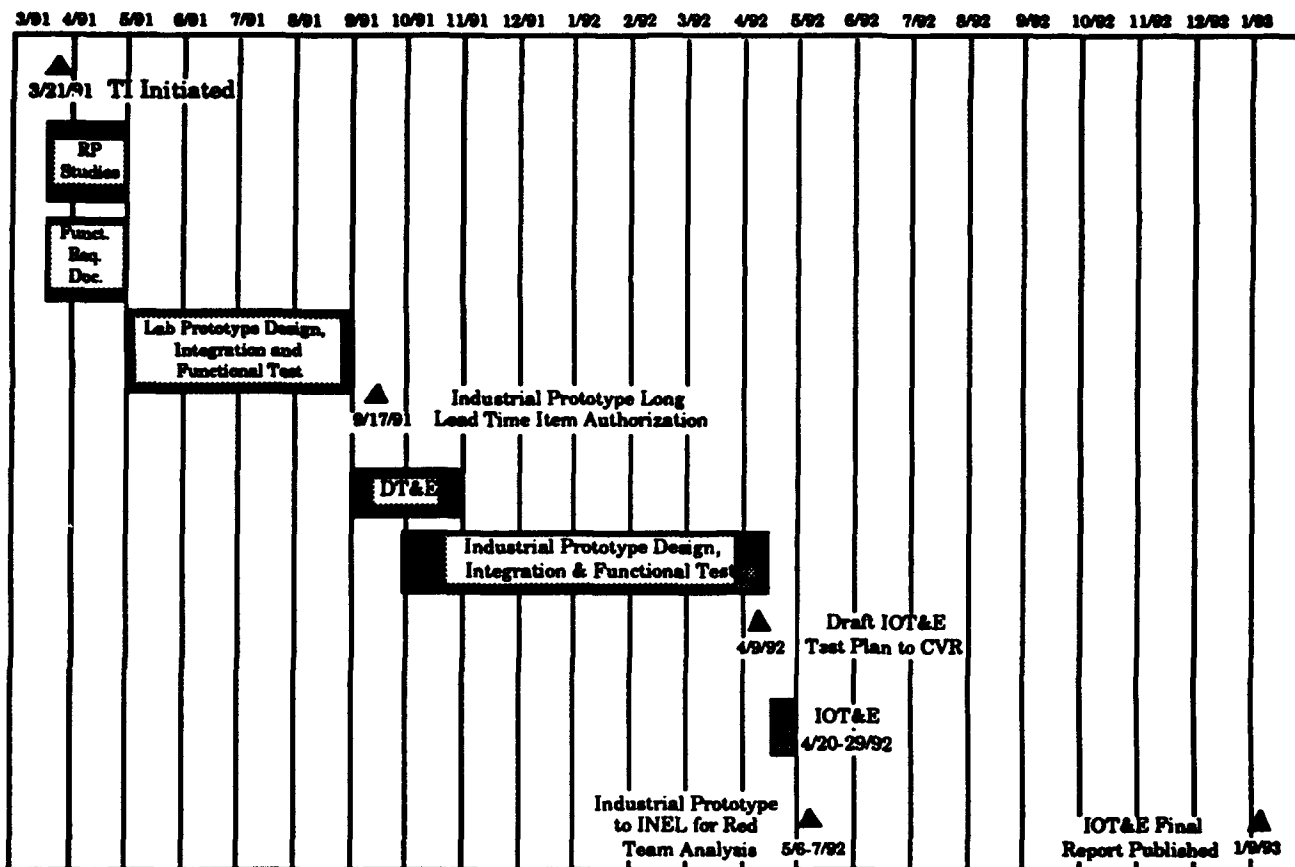 3/91 4/91 5/91 6/91 7/91 8/91 9/91 10/91 11/91 12/91 1/92 2/92 3/92 4/92 5/92 6/92 7/92 8/92 9/92 10/92 11/92 12/92 1/93
3/21/91 TI Initiated
RP
Studies
Funct.
Req.
Doc.
Lab Prototype Design,
Integration and
Functional Test
9/17/91
Industrial Prototype Long
Lead Time Item Authorization
DT&E
Industrial Prototype Design,
Integration & Functional Test
4/9/92
Draft IOT&E
Test Plan to CVR
IOT&E
4/20-29/92
Industrial Prototype
to INEL for Red
Team Analysis
5/6-7/92
IOT&E Final
Report Published
1/9/93